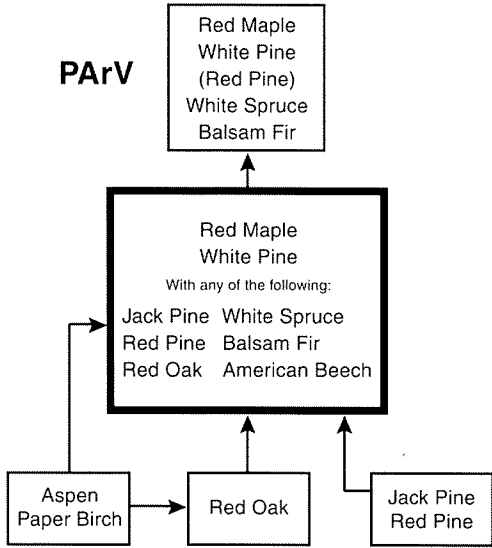 PArV
Red Maple
White Pine
(Red Pine)
White Spruce
Balsam Fir
Red Maple
White Pine
With any of the following:
Jack Pine White Spruce
Red Pine Balsam Fir
Red Oak American Beech
Aspen
Paper Birch
Red Oak
Jack Pine
Red Pine